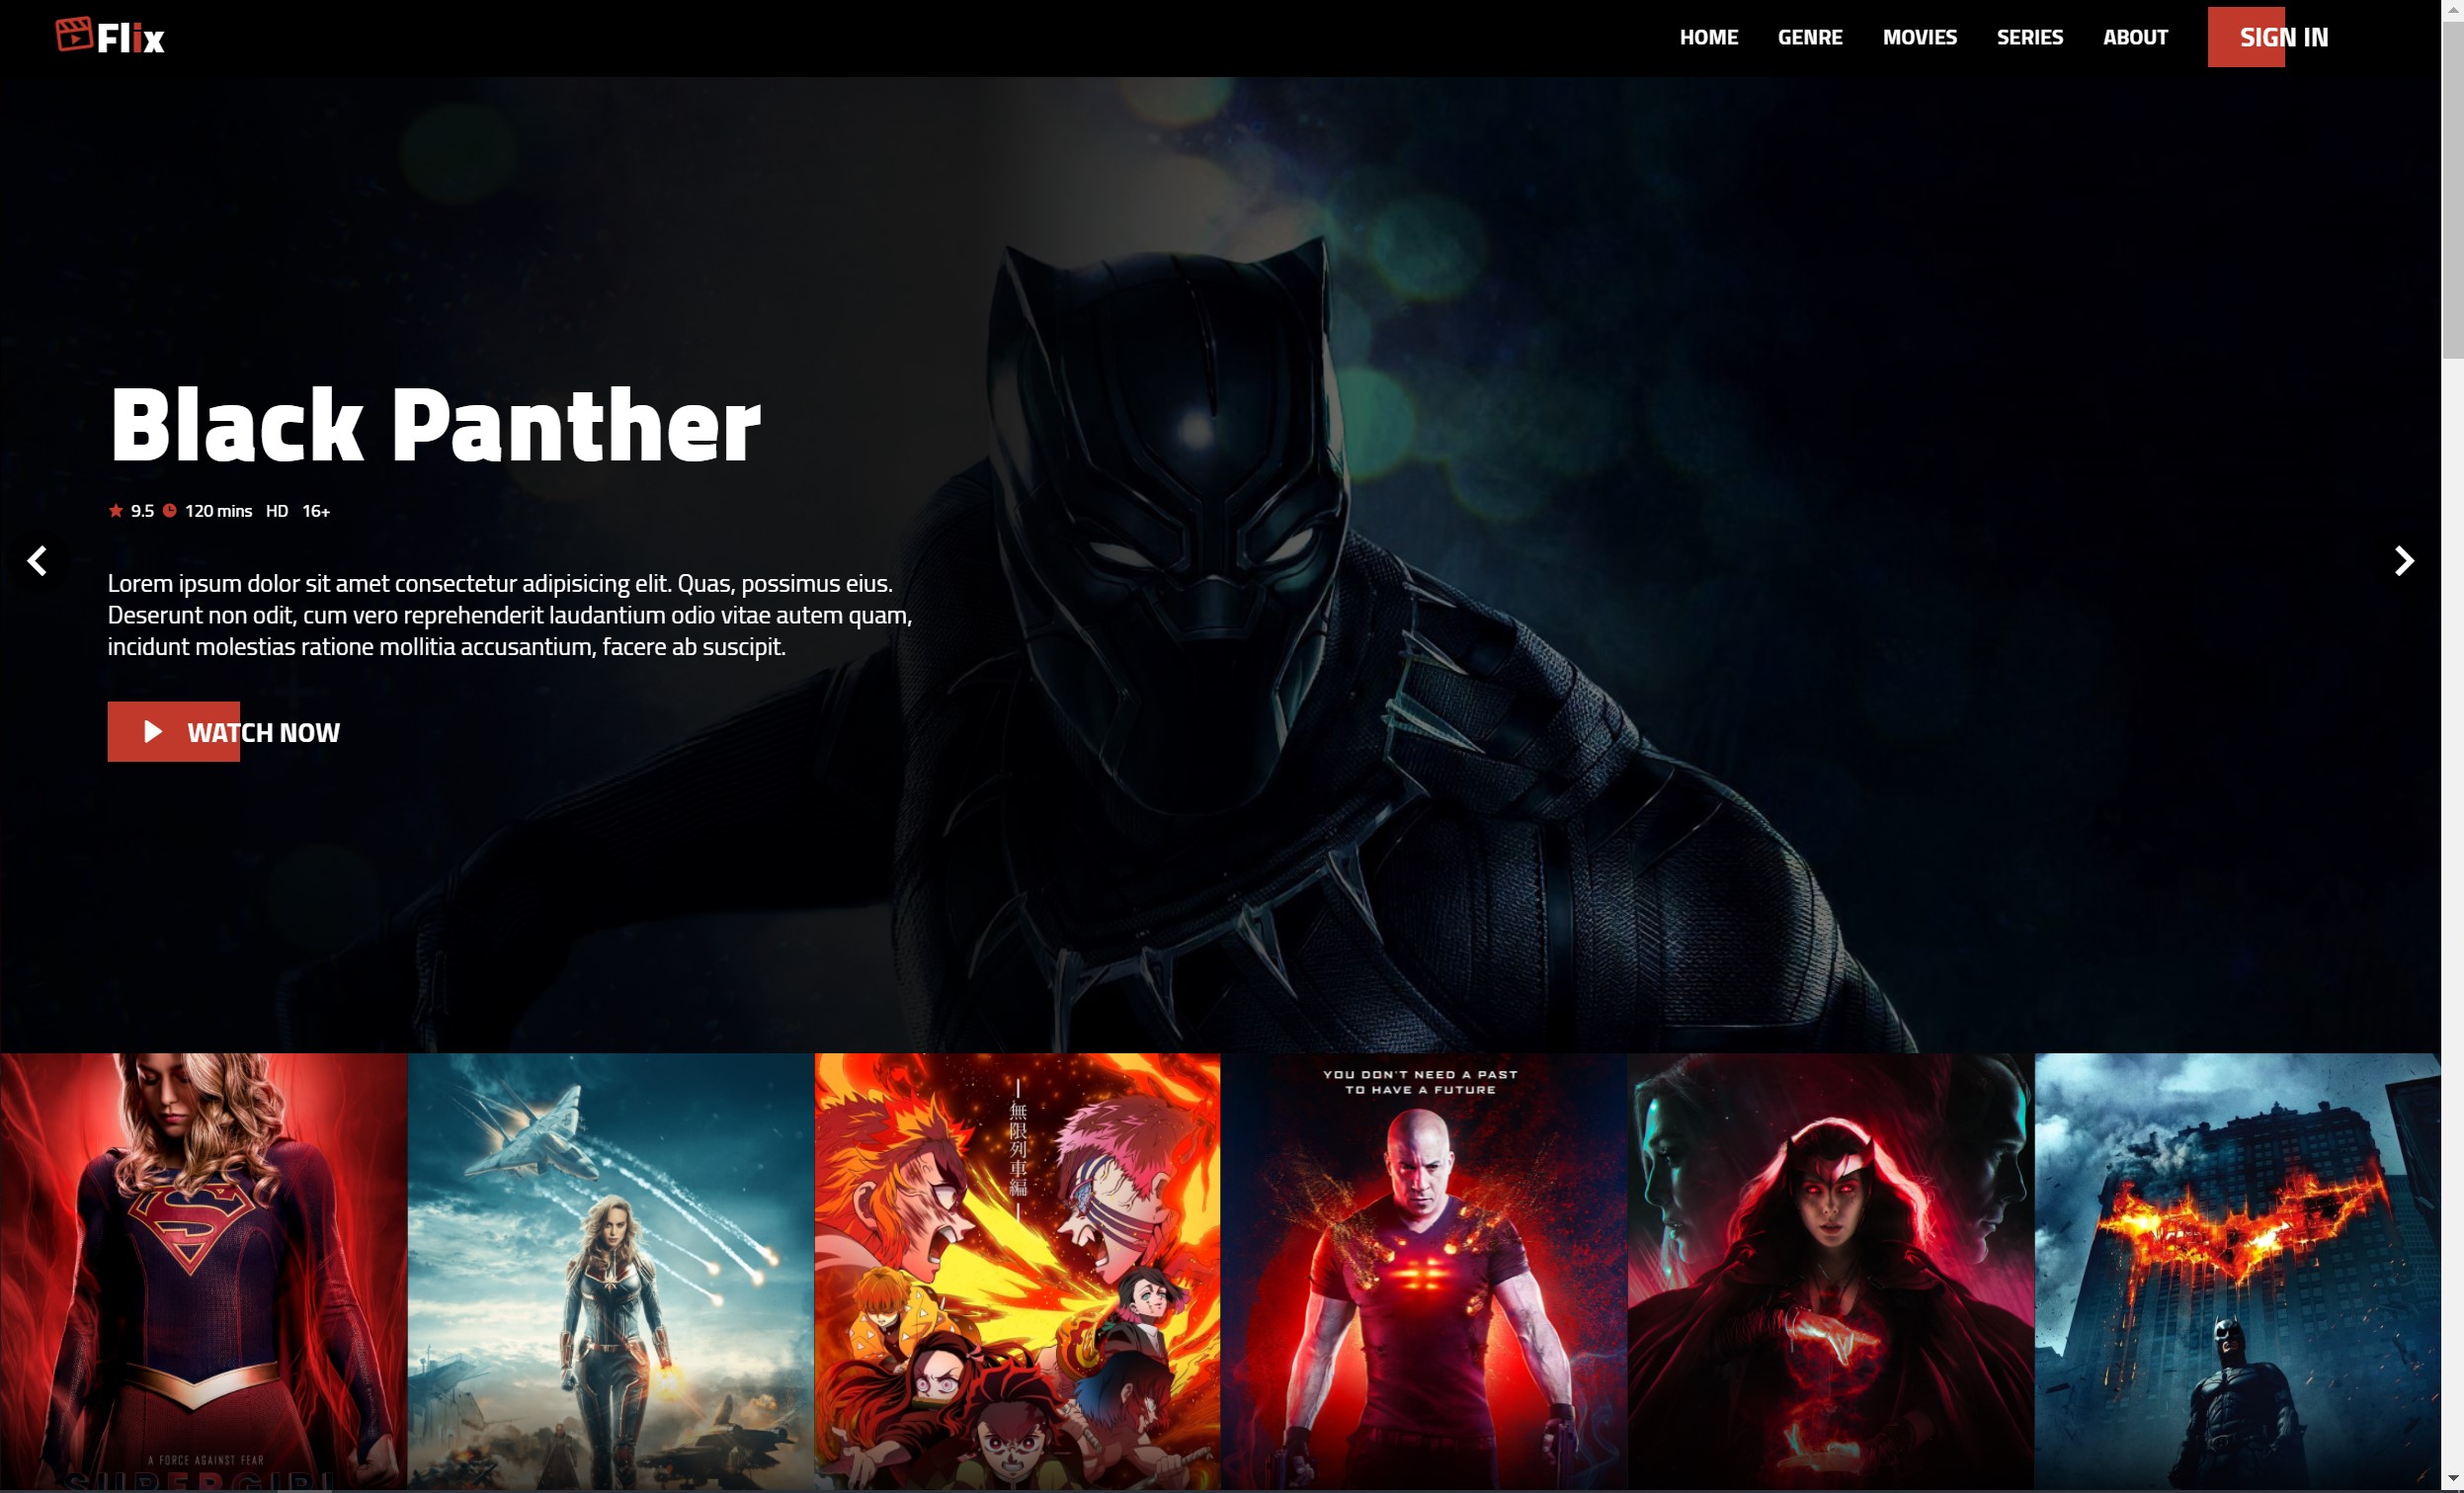 Flix
HOME GENRE MOVIES SERIES ABOUT SIGN IN
Black Panther
9.5 120 mins HD 16+
Lorem ipsum dolor sit amet consectetur adipisicing elit. Quas, possimus eius.
Deserunt non odit, cum vero reprehenderit laudantium odio vitae autem quam,
incidunt molestias ratione mollitia accusantium, facere ab suscipit.
WATCH NOW
YOU DON'T NEED A PAST
TO HAVE A FUTURE
無限列車編
A FORCE AGAINST FEAR
SUPERGIRL